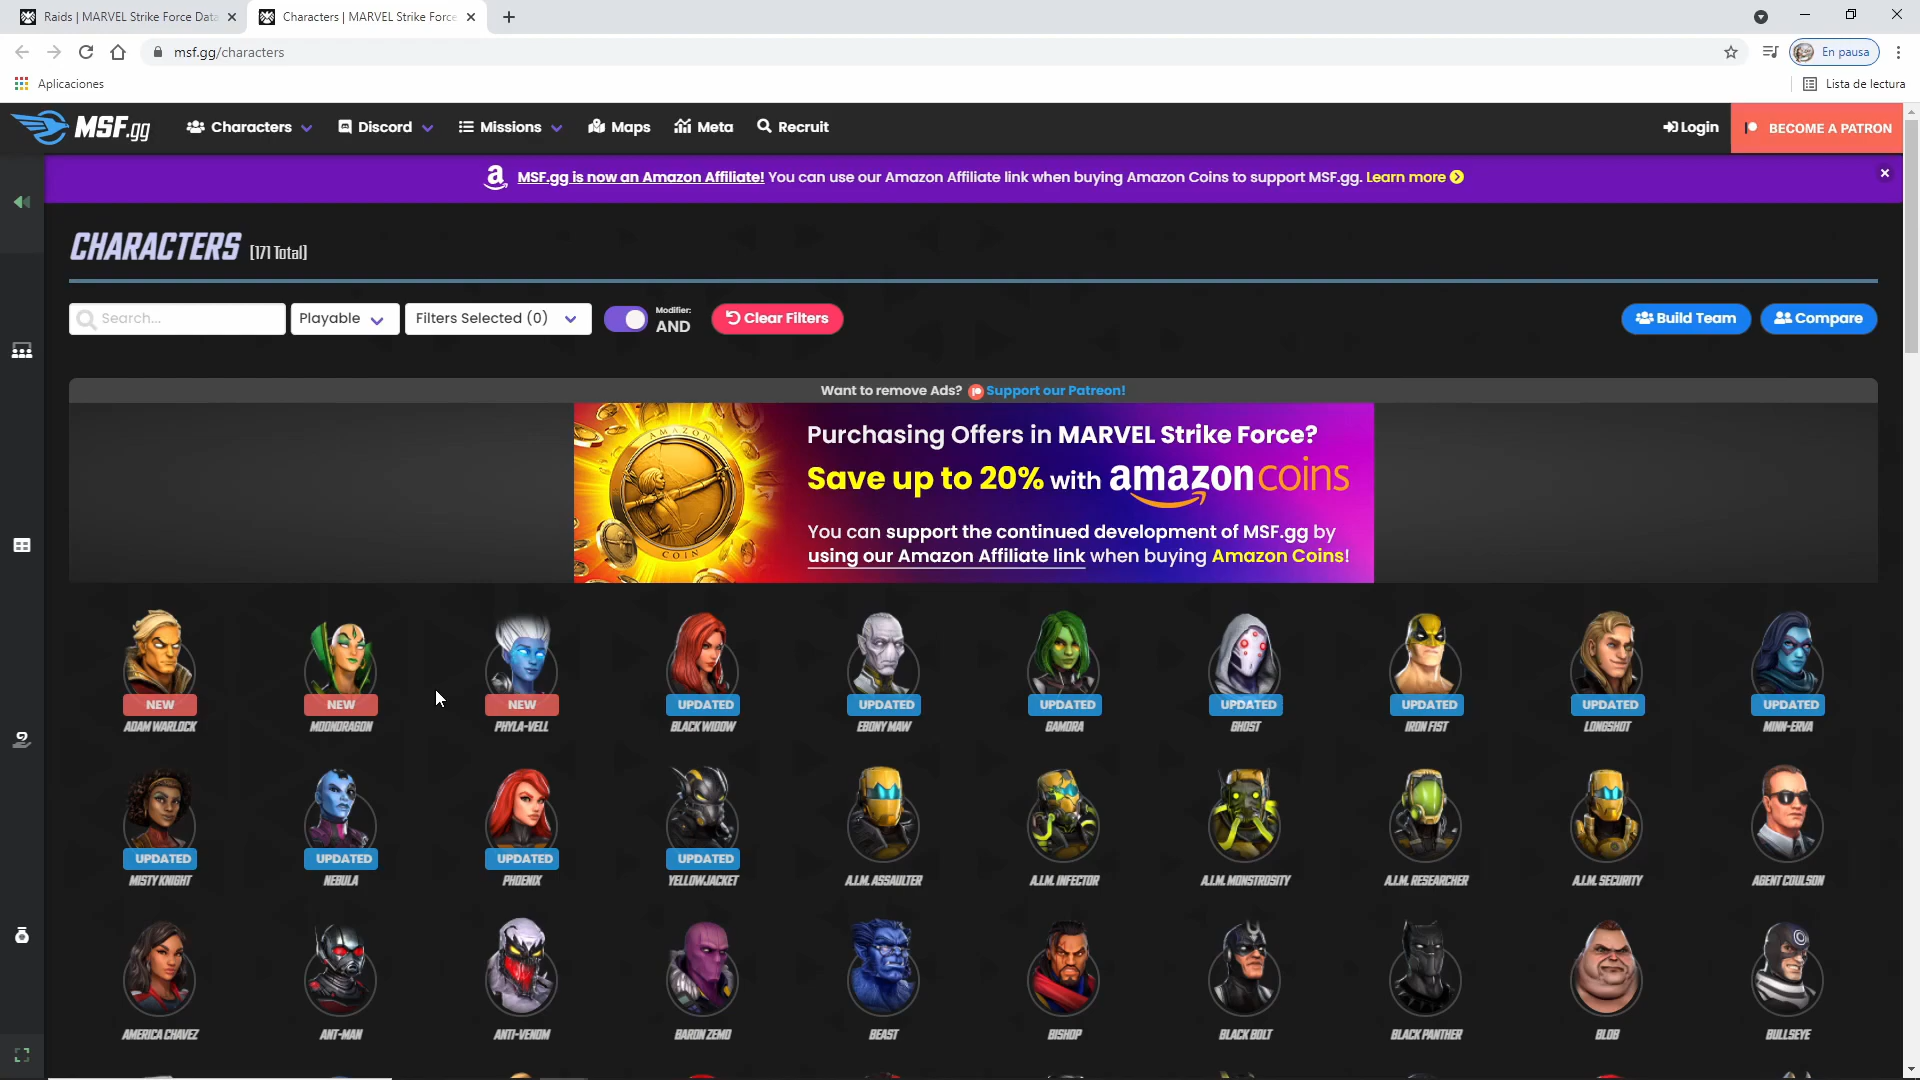 Raids | MARVEL Strike Force Data
Characters | MARVEL Strike Force
msf.gg/characters
En pausa
Aplicaciones
Lista de lectura
MSF.gg
Characters
Discord
Missions
Maps
Meta
Recruit
Login
BECOME A PATRON
a MSF.gg is now an Amazon Affiliate! You can use our Amazon Affiliate link when buying Amazon Coins to support MSF.gg. Learn more
CHARACTERS [171 Total]
Search...
Playable
Filters Selected (0)
Modifier:
AND
Clear Filters
Build Team
Compare
Want to remove Ads? Support our Patreon!
AMAZON
COIN
Purchasing Offers in MARVEL Strike Force?
Save up to 20% with amazon coins
You can support the continued development of MSF.gg by
using our Amazon Affiliate link when buying Amazon Coins!
NEW NEW NEW UPDATED UPDATED UPDATED UPDATED UPDATED UPDATED UPDATED
ADAM WARLOCK MOONDRAGON PHYLA-VELL BLACK WIDOW EBONY MAW GAMORA GHOST IRON FIST LONGSHOT MINN-ERVA
UPDATED UPDATED UPDATED UPDATED
MISTY KNIGHT NEBULA PHOENIX YELLOWJACKET A.I.M. ASSAULTER A.I.M. INFECTOR A.I.M. MONSTROSITY A.I.M. RESEARCHER A.I.M. SECURITY AGENT COULSON
AMERICA CHAVEZ ANT-MAN ANTI-VENOM BARON ZEMO BEAST BISHOP BLACK BOLT BLACK PANTHER BLOB BULLSEYE